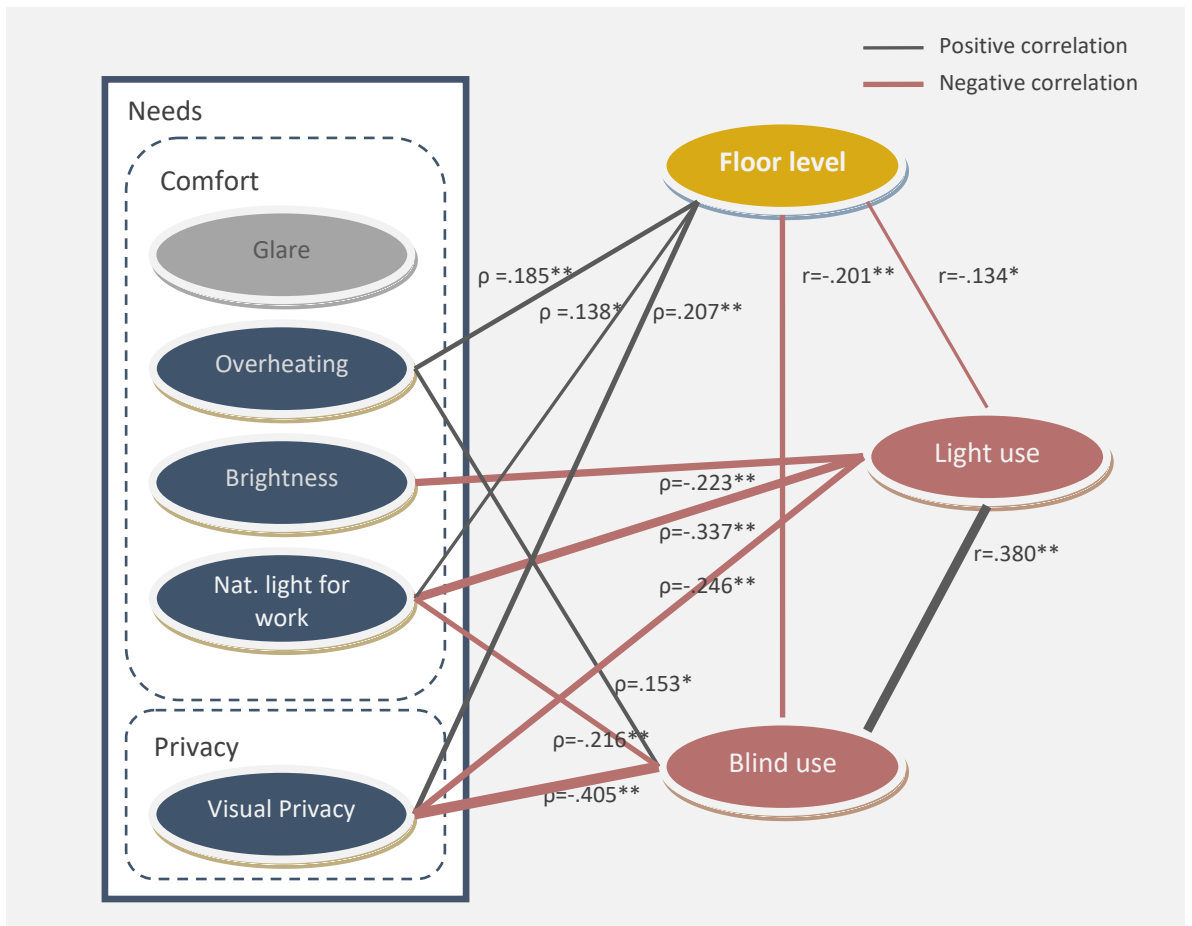 Positive correlation
Negative correlation
Needs
Comfort
Floor level
Glare
ρ =.185**
r=-.201**
r=-.134*
ρ =.138*
ρ=.207**
Overheating
Light use
Brightness
ρ=-.223**
ρ=-.337**
r=.380**
ρ=-.246**
Nat. light for
work
ρ=.153*
Privacy
ρ=-.216**
Blind use
ρ=-.405**
Visual Privacy